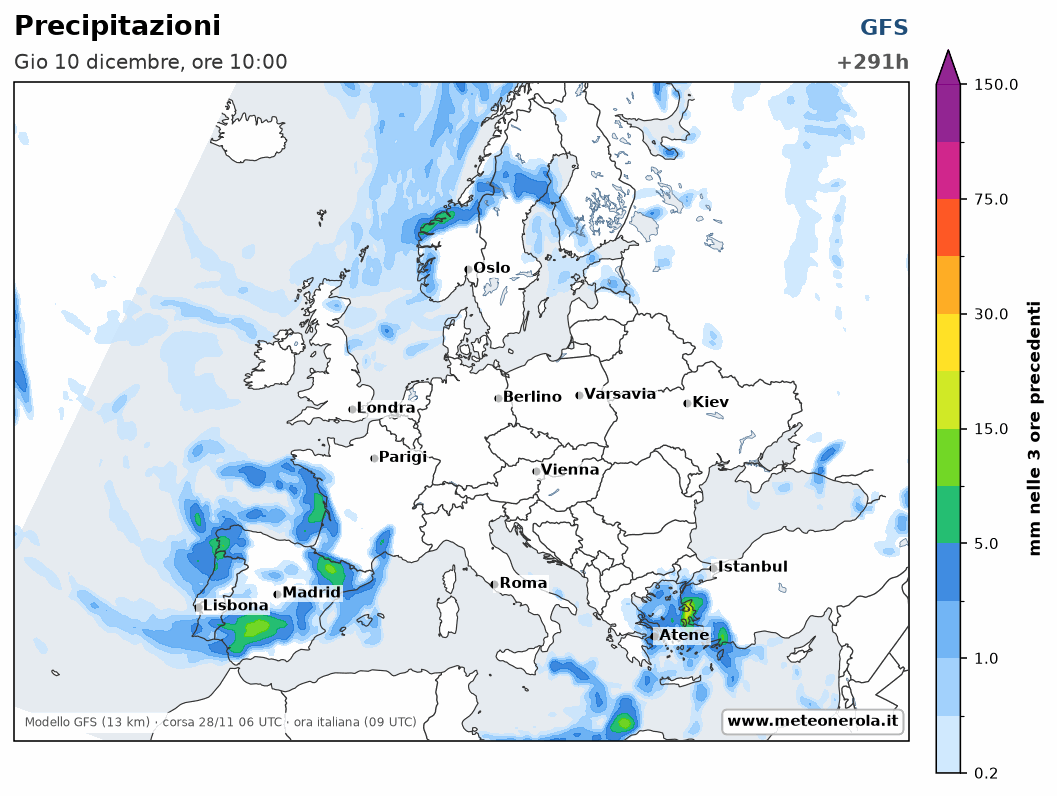 Precipitazioni
GFS
Gio 10 dicembre, ore 10:00
+291h
150.0
75.0
30.0
15.0
5.0
1.0
0.2
mm nelle 3 ore precedenti
Oslo
Berlino
Varsavia
Kiev
Londra
Parigi
Vienna
Istanbul
Roma
Madrid
Lisbona
Atene
Modello GFS (13 km) · corsa 28/11 06 UTC · ora italiana (09 UTC)
www.meteonerola.it